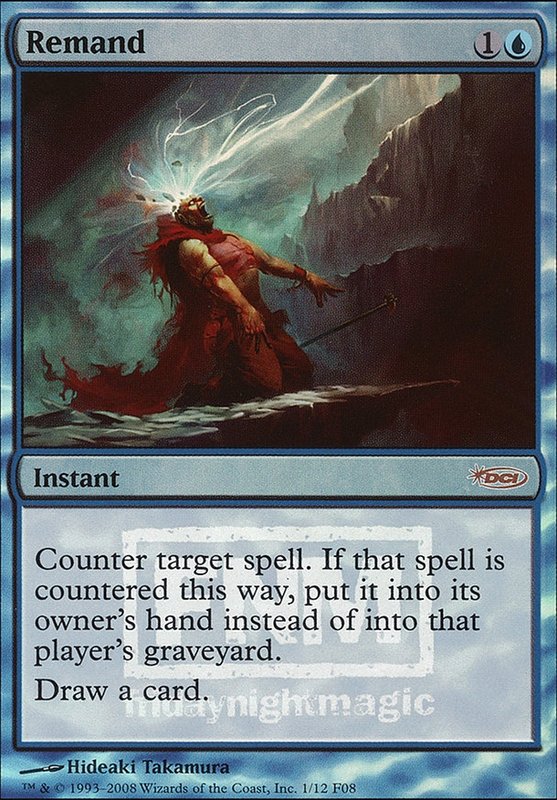 Remand 1
Instant DCI
Counter target spell. If that spell is
countered this way, put it into its
owner's hand instead of into that
player's graveyard.
Draw a card.
FNM
fridaynightmagic
Hideaki Takamura
™ & © 1993-2008 Wizards of the Coast, Inc. 1/12 F08